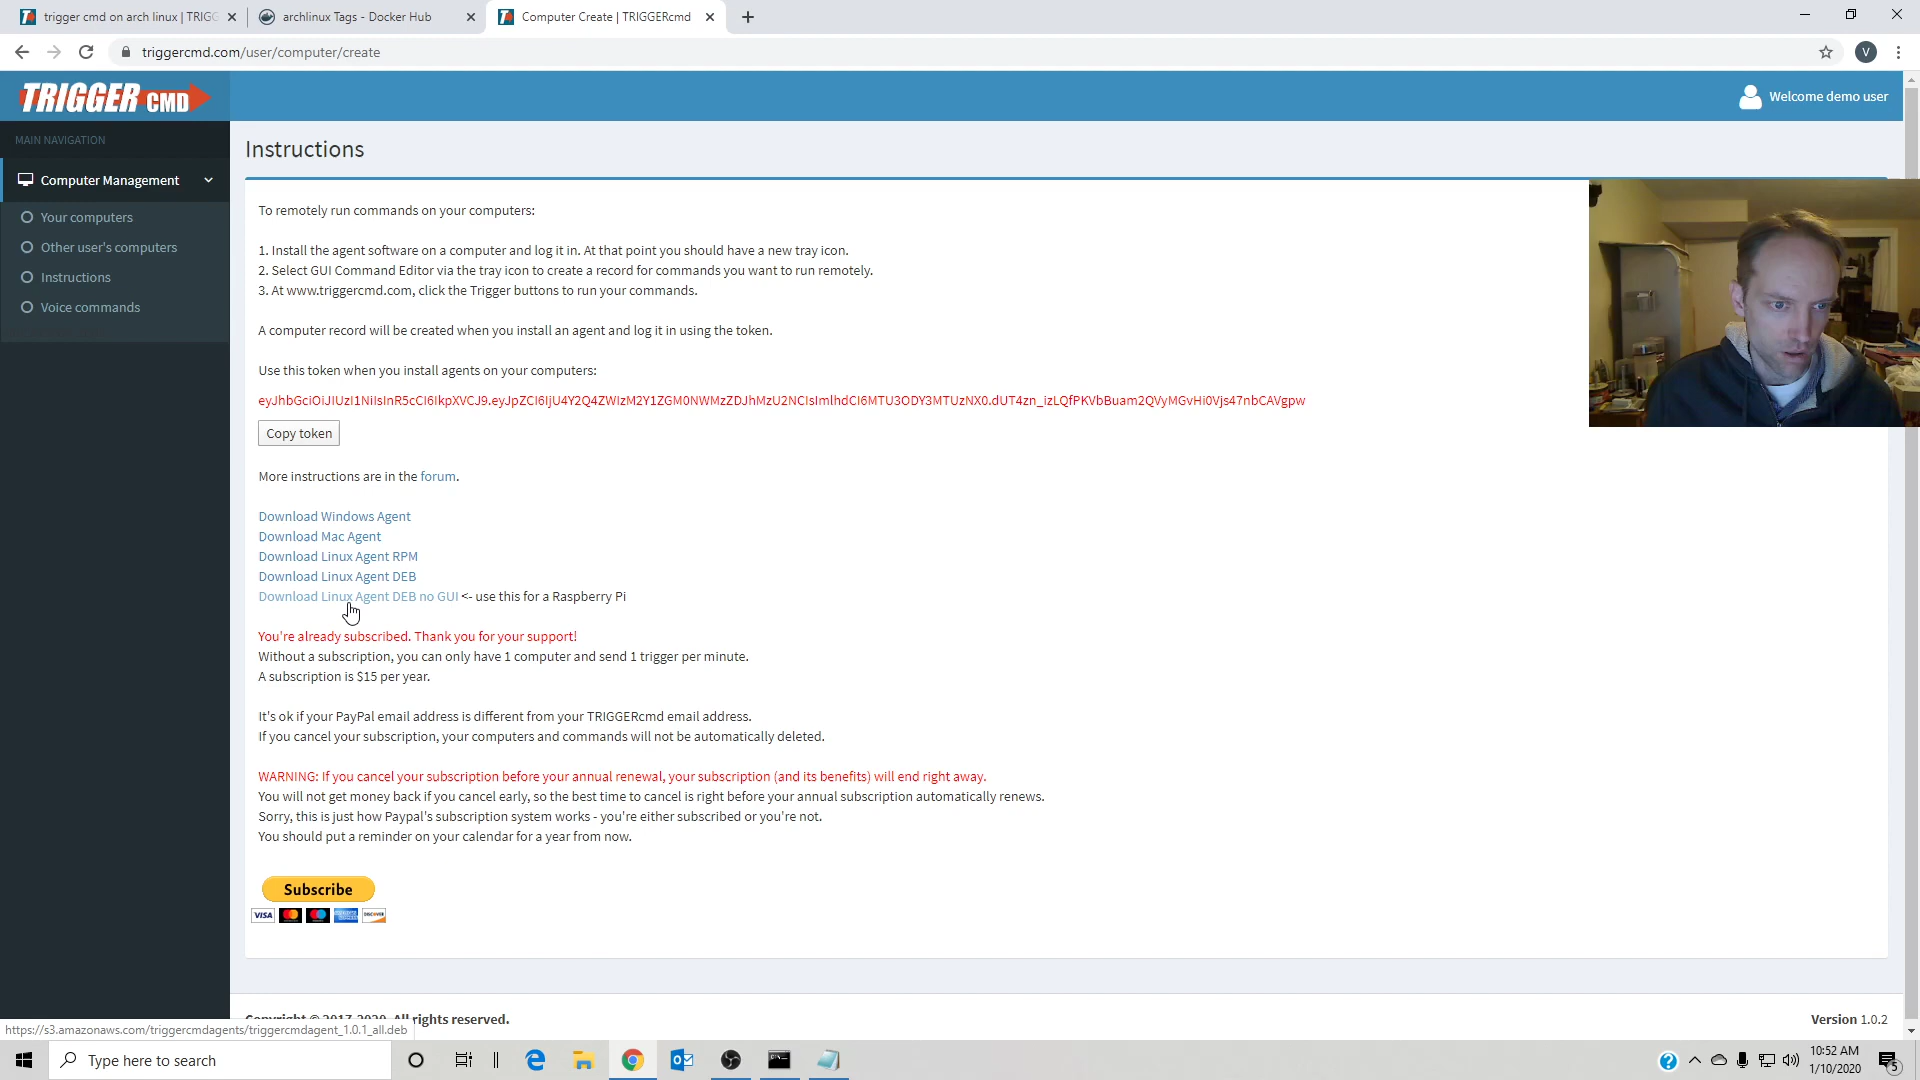 trigger cmd on arch linux | TRIGG
archlinux Tags - Docker Hub
Computer Create | TRIGGERcmd
triggercmd.com/user/computer/create
V
TRIGGER CMD
Welcome demo user
MAIN NAVIGATION
Computer Management
Your computers
Other user's computers
Instructions
Voice commands
Instructions
To remotely run commands on your computers:
1. Install the agent software on a computer and log it in. At that point you should have a new tray icon.
2. Select GUI Command Editor via the tray icon to create a record for commands you want to run remotely.
3. At www.triggercmd.com, click the Trigger buttons to run your commands.
A computer record will be created when you install an agent and log it in using the token.
Use this token when you install agents on your computers:
eyJhbGciOiJIUzI1NiIsInR5cCI6IkpXVCJ9.eyJpZCI6IjU4Y2Q4ZWIzM2Y1ZGM0NWMzZDJhMzU2NCIsImlhdCI6MTU3ODY3MTUzNX0.dUT4zn_izLQfPKVbBuam2QVyMGvHi0Vjs47nbCAVgpw
Copy token
More instructions are in the forum.
Download Windows Agent
Download Mac Agent
Download Linux Agent RPM
Download Linux Agent DEB
Download Linux Agent DEB no GUI <- use this for a Raspberry Pi
You're already subscribed. Thank you for your support!
Without a subscription, you can only have 1 computer and send 1 trigger per minute.
A subscription is $15 per year.
It's ok if your PayPal email address is different from your TRIGGERcmd email address.
If you cancel your subscription, your computers and commands will not be automatically deleted.
WARNING: If you cancel your subscription before your annual renewal, your subscription (and its benefits) will end right away.
You will not get money back if you cancel early, so the best time to cancel is right before your annual subscription automatically renews.
Sorry, this is just how Paypal's subscription system works - you're either subscribed or you're not.
You should put a reminder on your calendar for a year from now.
Subscribe
VISA
DISCOVER
Copyright © 2017-2020. All rights reserved.
Version 1.0.2
https://s3.amazonaws.com/triggercmdagents/triggercmdagent_1.0.1_all.deb
Type here to search
10:52 AM
1/10/2020
5